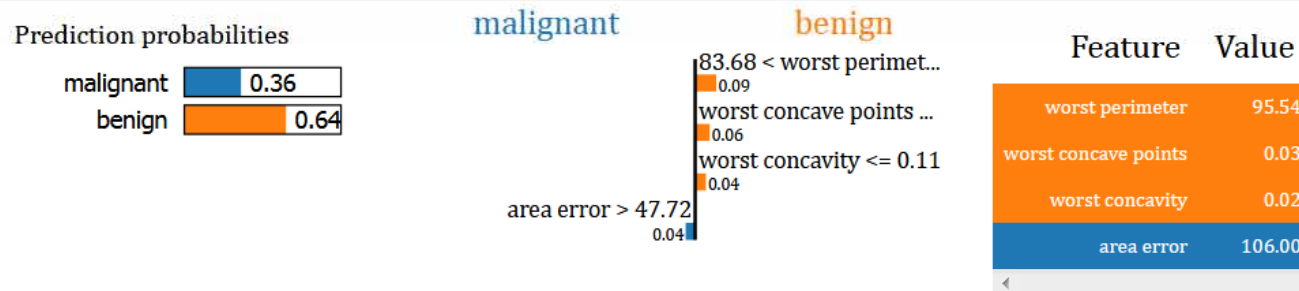 Prediction probabilities
malignant 0.36
benign 0.64
malignant benign
83.68 < worst perimet...
0.09
worst concave points ...
0.06
worst concavity <= 0.11
0.04
area error > 47.72
0.04
Feature Value
worst perimeter 95.54
worst concave points 0.03
worst concavity 0.02
area error 106.00